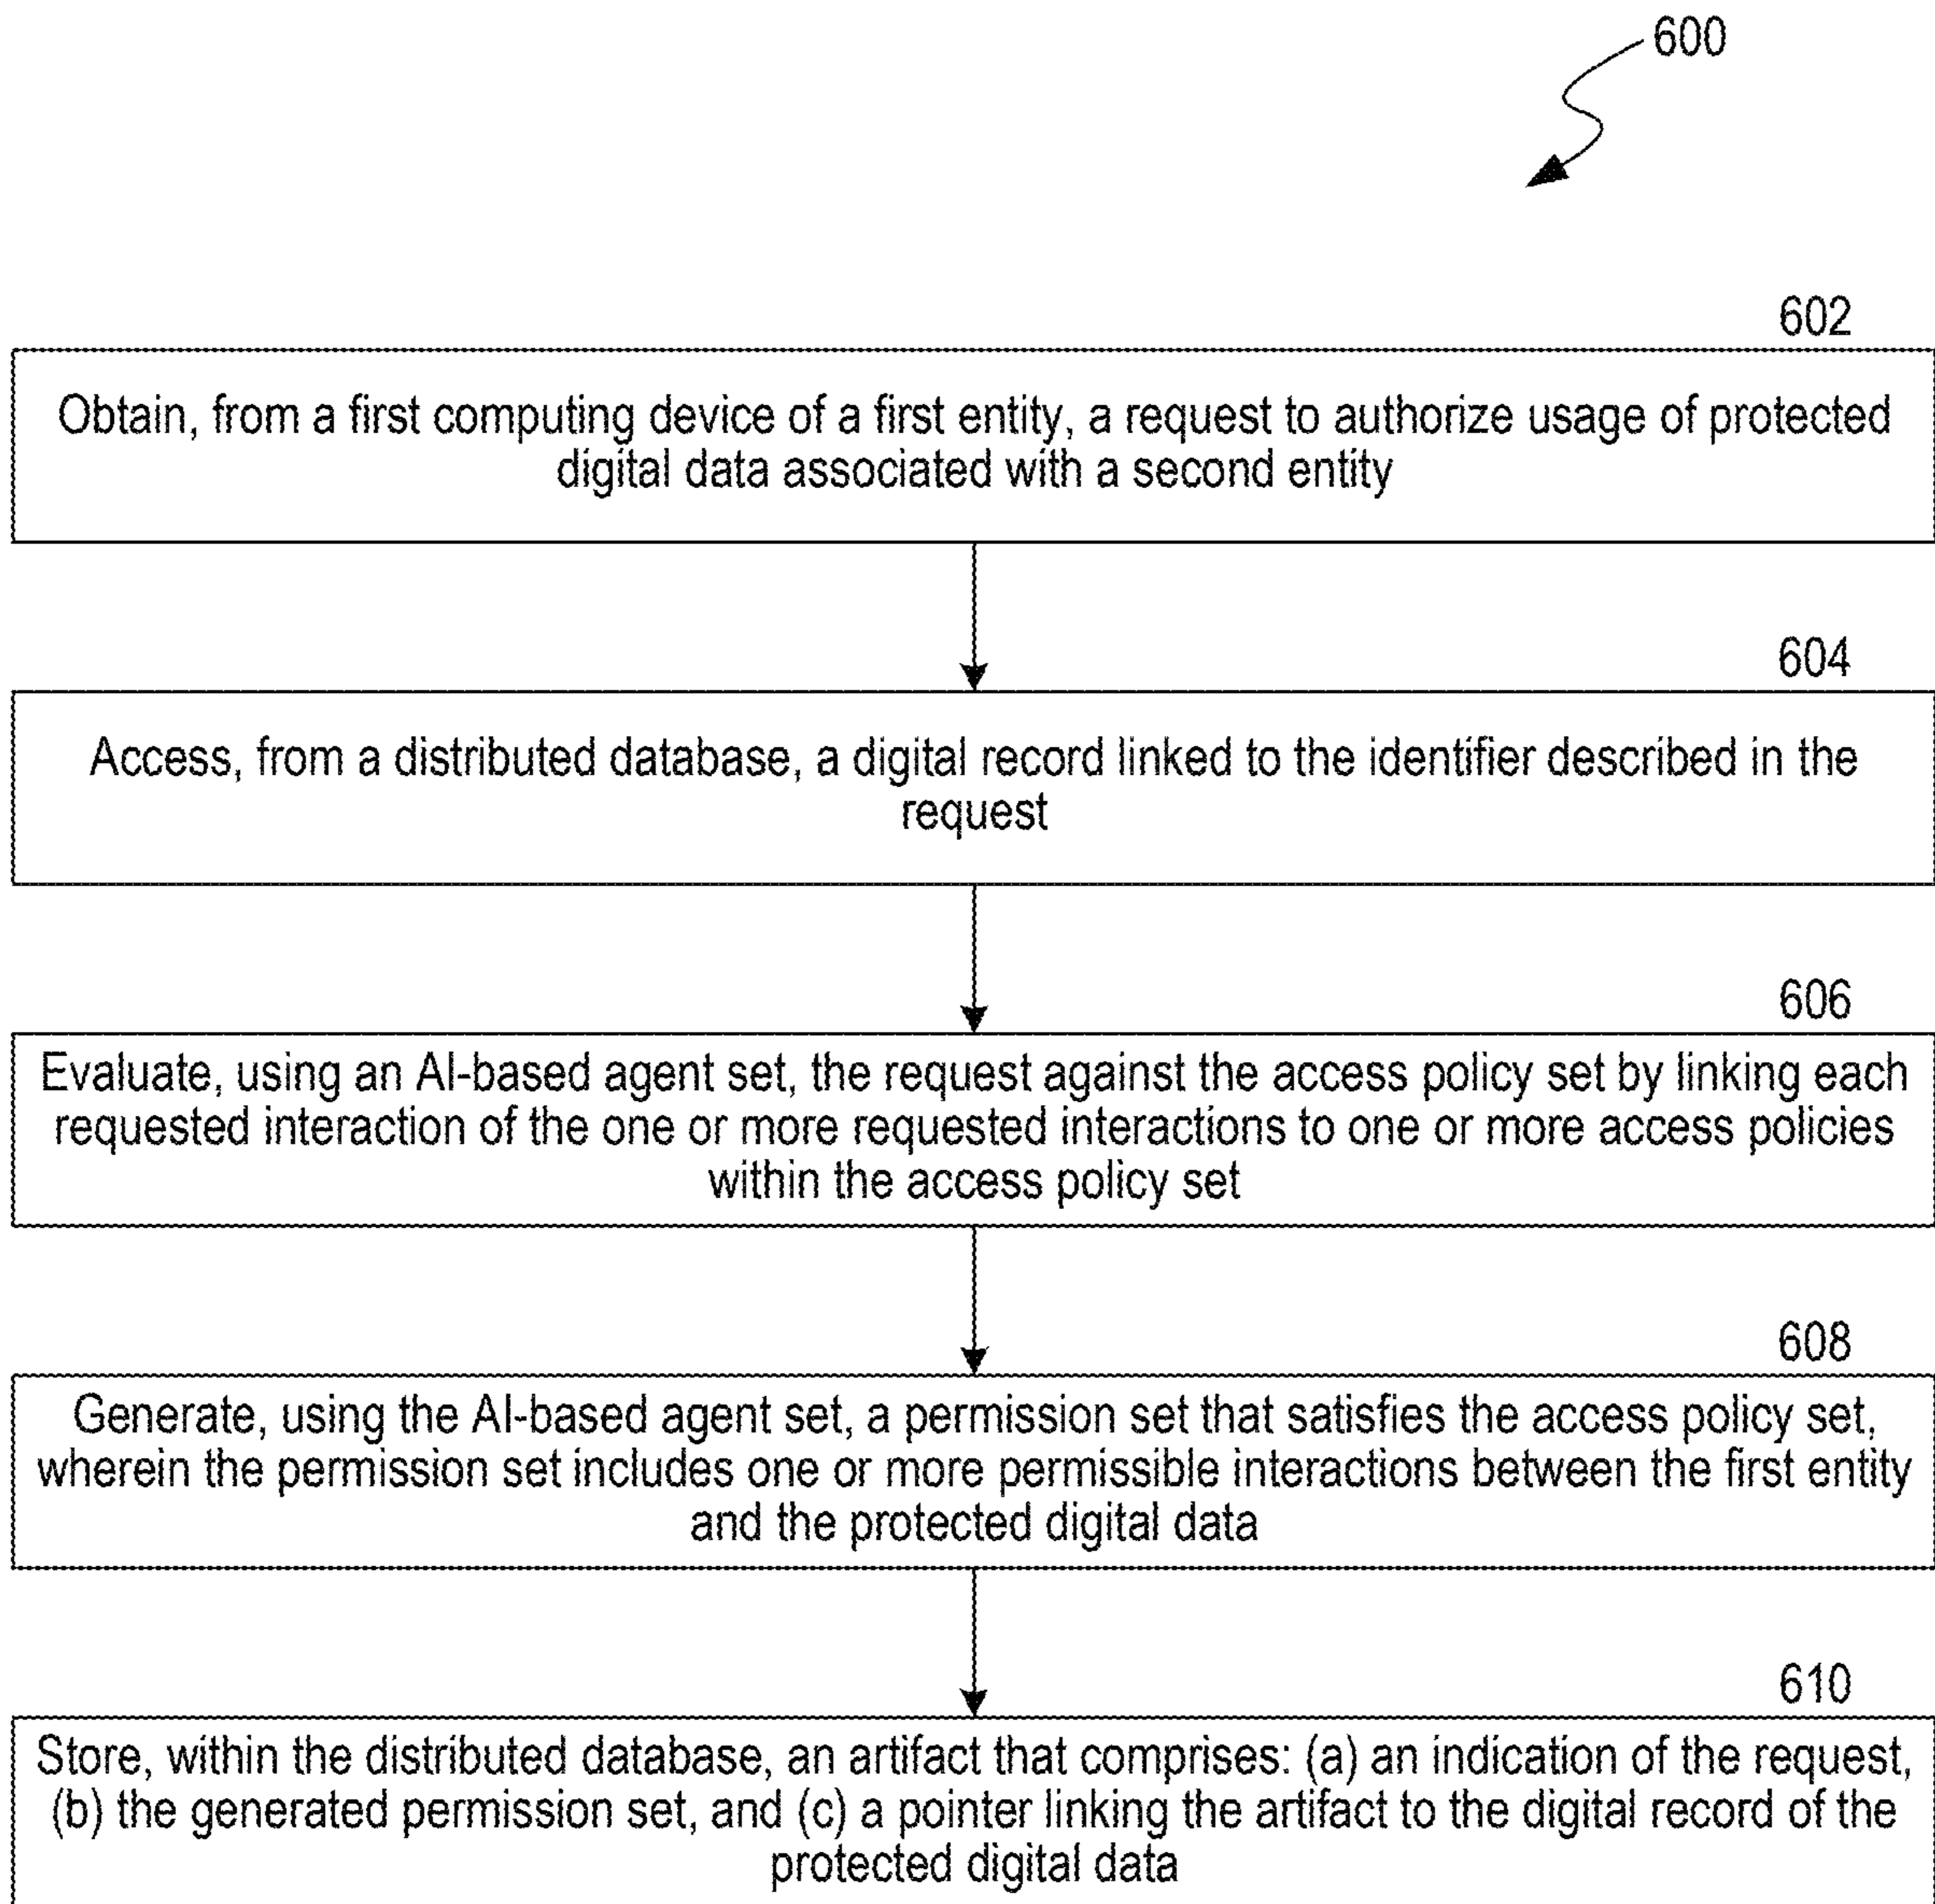 600
602
Obtain, from a first computing device of a first entity, a request to authorize usage of protected
digital data associated with a second entity
604
Access, from a distributed database, a digital record linked to the identifier described in the
request
606
Evaluate, using an AI-based agent set, the request against the access policy set by linking each
requested interaction of the one or more requested interactions to one or more access policies
within the access policy set
608
Generate, using the AI-based agent set, a permission set that satisfies the access policy set,
wherein the permission set includes one or more permissible interactions between the first entity
and the protected digital data
610
Store, within the distributed database, an artifact that comprises: (a) an indication of the request,
(b) the generated permission set, and (c) a pointer linking the artifact to the digital record of the
protected digital data